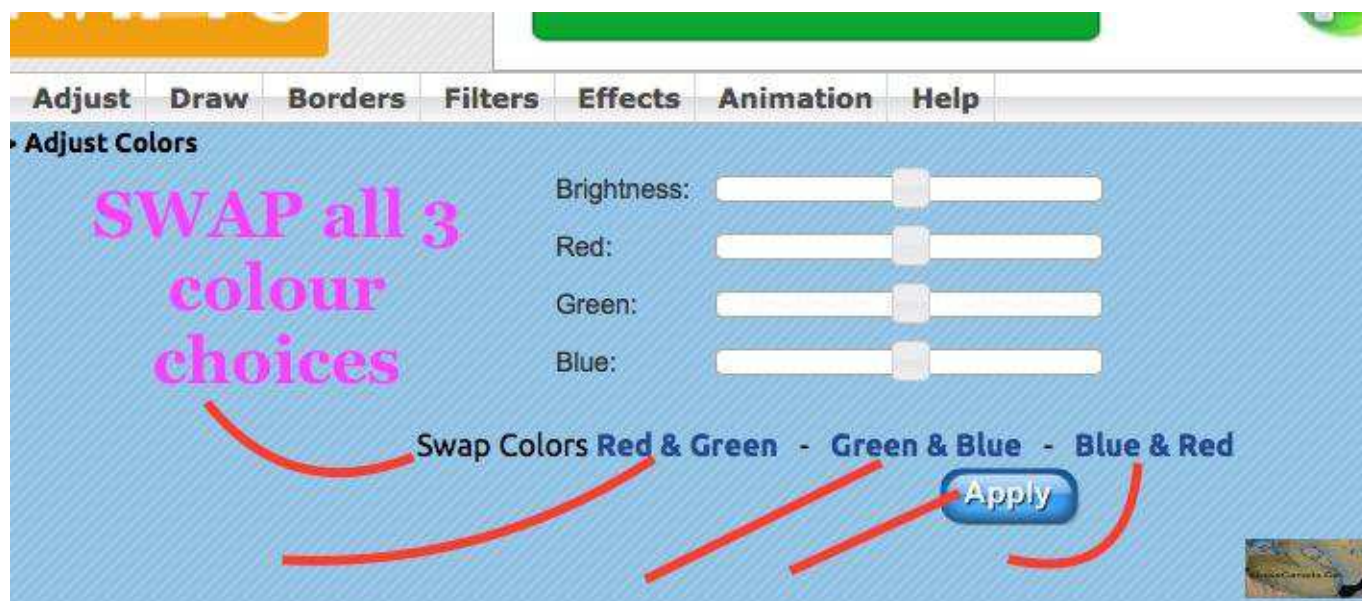 Adjust Draw Borders Filters Effects Animation Help
Adjust Colors
SWAP all 3
colour
choices
Brightness:
Red:
Green:
Blue:
Swap Colors Red & Green - Green & Blue - Blue & Red
Apply